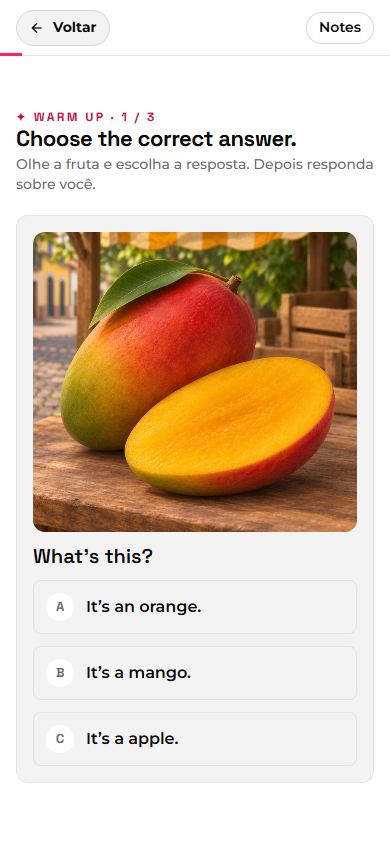 ← Voltar
Notes
✦ WARM UP · 1 / 3
Choose the correct answer.
Olhe a fruta e escolha a resposta. Depois responda
sobre você.
What's this?
A It's an orange.
B It's a mango.
C It's a apple.